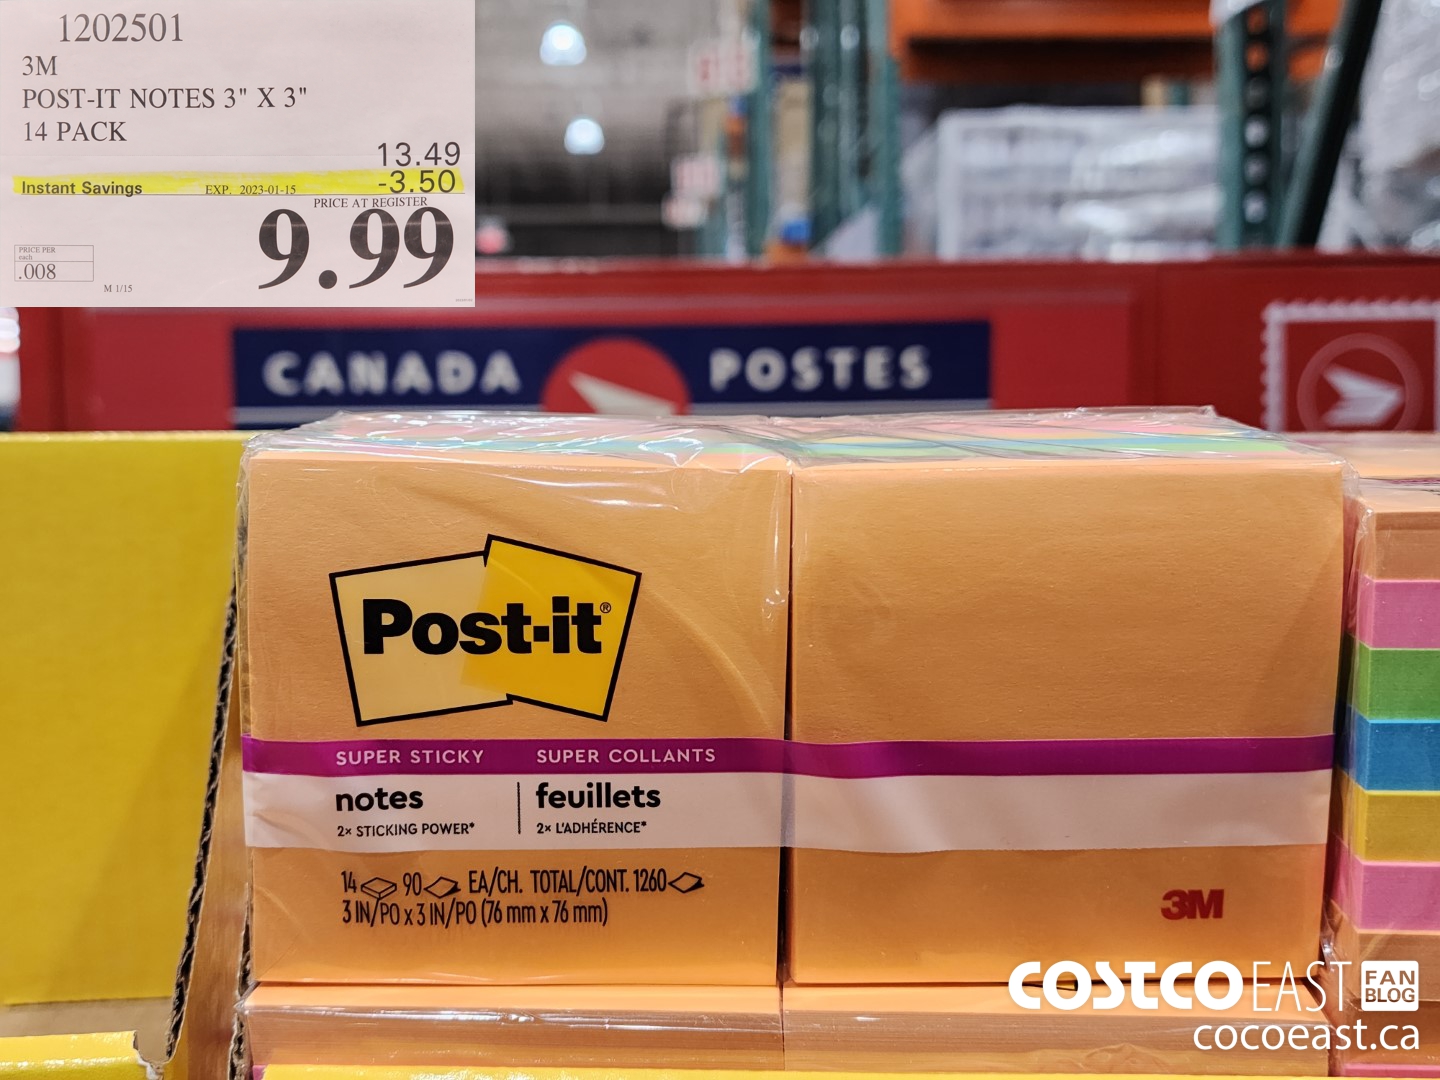 1202501
3M
POST-IT NOTES 3" X 3"
14 PACK
13.49
Instant Savings EXP. 2023-01-15 -3.50
PRICE AT REGISTER
9.99
PRICE PER
each
.008
M 1/15
CANADA POSTES
Post-it®
SUPER STICKY SUPER COLLANTS
notes feuillets
2x STICKING POWER* 2x L'ADHÉRENCE*
14 90 EA/CH. TOTAL/CONT. 1260
3 IN/PO x 3 IN/PO (76 mm x 76 mm)
3M
COSTCO EAST FAN BLOG
cocoeast.ca